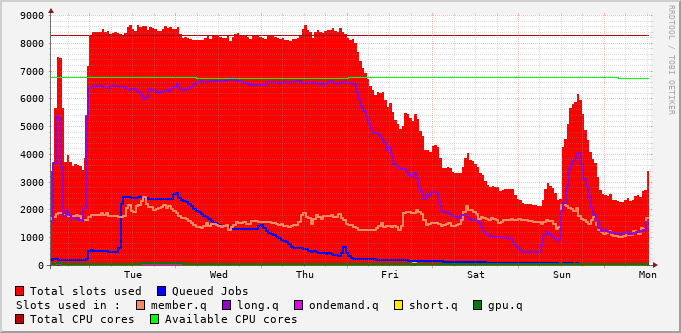 RRDTOOL / TOBI OETIKER
9000
8000
7000
6000
5000
4000
3000
2000
1000
0
Tue Wed Thu Fri Sat Sun Mon
Total slots used Queued Jobs
Slots used in : member.q long.q ondemand.q short.q gpu.q
Total CPU cores Available CPU cores